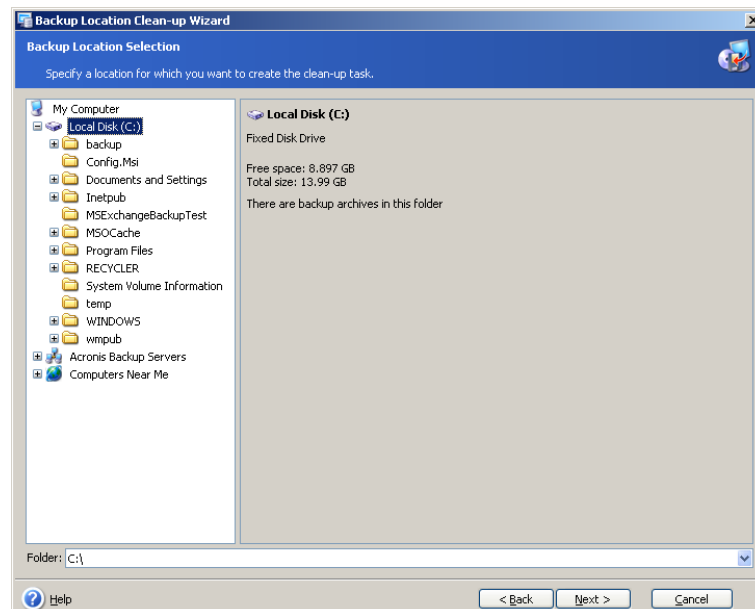 Backup Location Clean-up Wizard
Backup Location Selection
Specify a location for which you want to create the clean-up task.
My Computer
Local Disk (C:)
backup
Config.Msi
Documents and Settings
Inetpub
MSExchangeBackupTest
MSOCache
Program Files
RECYCLER
System Volume Information
temp
WINDOWS
wmpub
Acronis Backup Servers
Computers Near Me
Local Disk (C:)
Fixed Disk Drive
Free space: 8.897 GB
Total size: 13.99 GB
There are backup archives in this folder
Folder: C:\
Help
< Back
Next >
Cancel